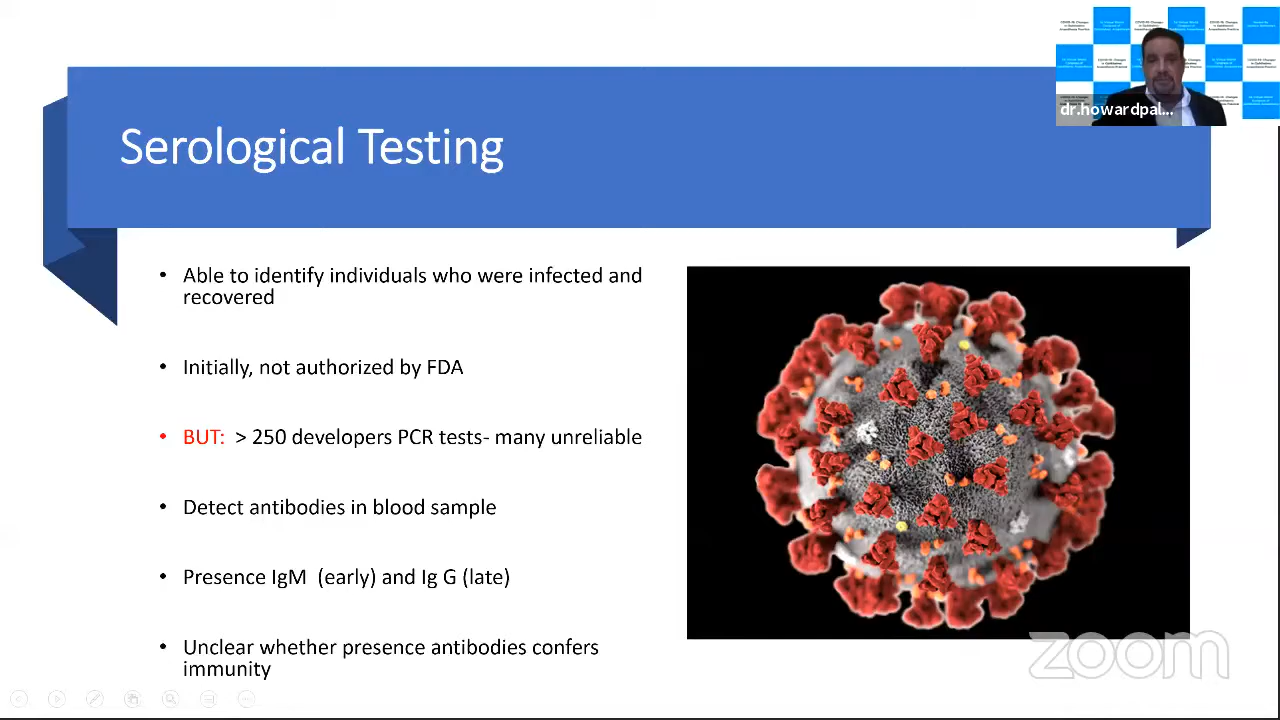 dr.howardpal...
Serological Testing
• Able to identify individuals who were infected and
recovered
• Initially, not authorized by FDA
• BUT: > 250 developers PCR tests- many unreliable
• Detect antibodies in blood sample
• Presence IgM (early) and Ig G (late)
• Unclear whether presence antibodies confers
immunity
zoom